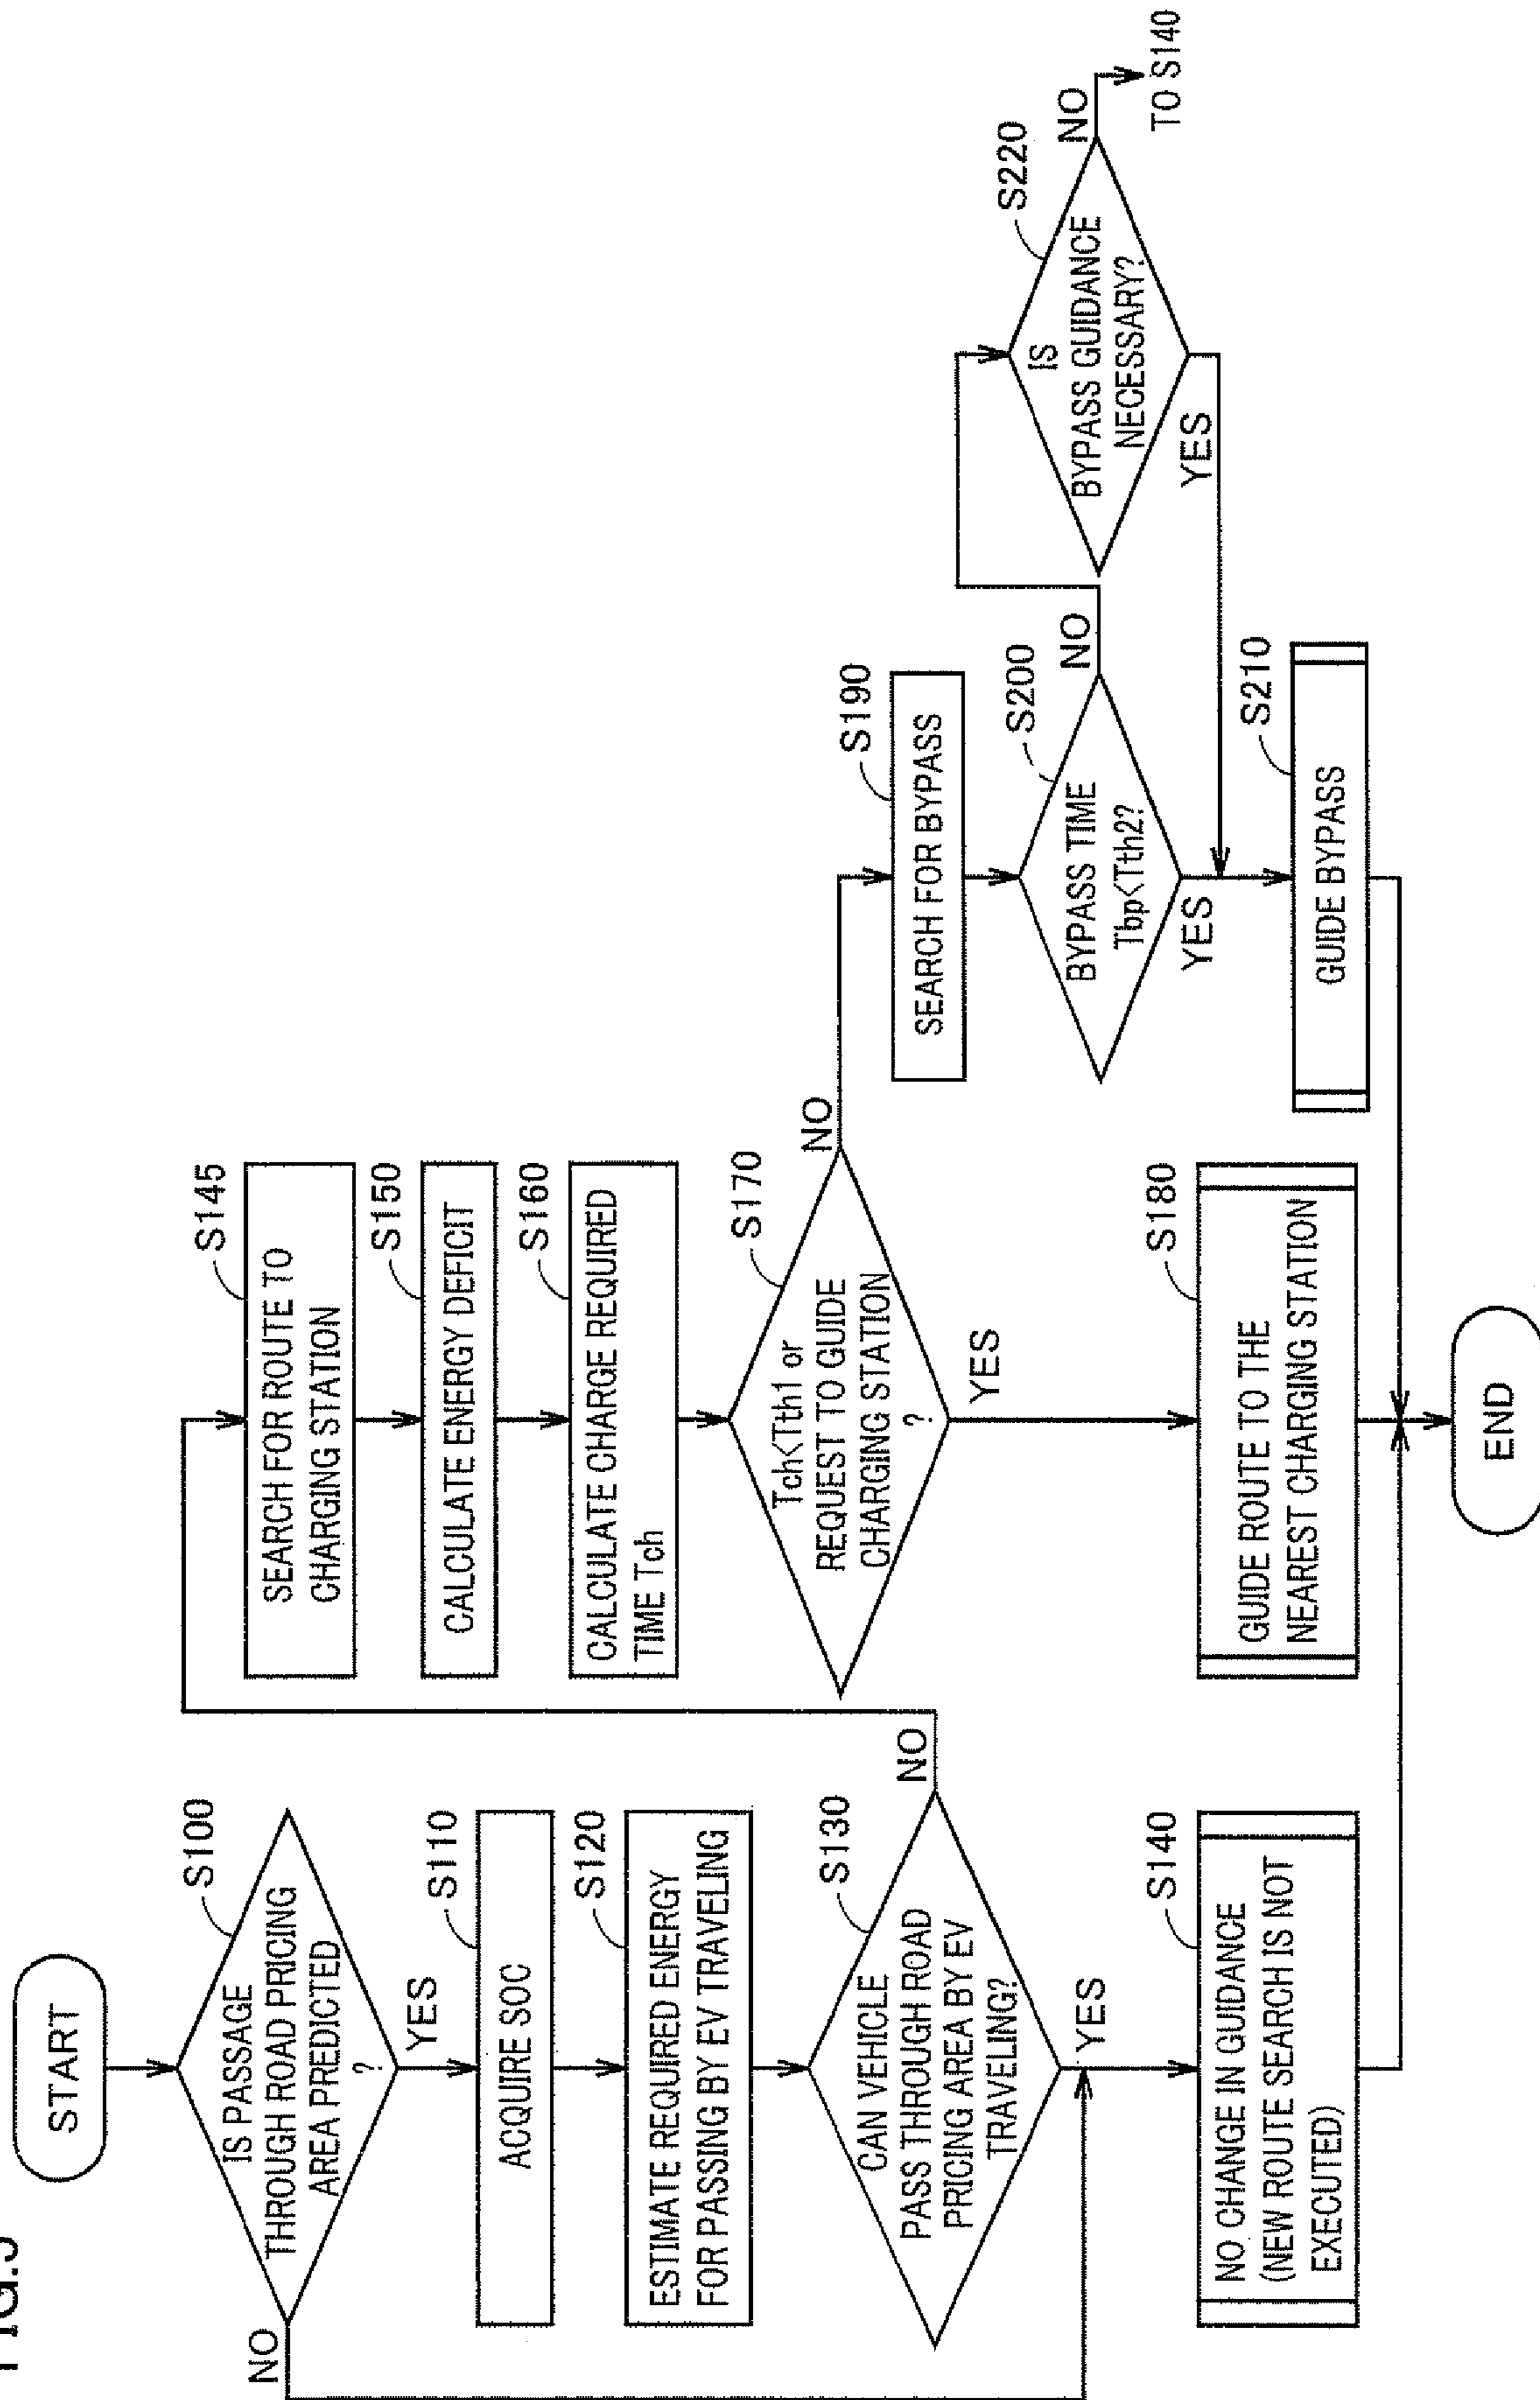 START
S100
IS PASSAGE
THROUGH ROAD PRICING
AREA PREDICTED
?
NO
YES
S110
ACQUIRE SOC
S120
ESTIMATE REQUIRED ENERGY
FOR PASSING BY EV TRAVELING
S130
CAN VEHICLE
PASS THROUGH ROAD
PRICING AREA BY EV
TRAVELING?
NO
YES
S140
NO CHANGE IN GUIDANCE
(NEW ROUTE SEARCH IS NOT
EXECUTED)
S145
SEARCH FOR ROUTE TO
CHARGING STATION
S150
CALCULATE ENERGY DEFICIT
S160
CALCULATE CHARGE REQUIRED
TIME Tch
S170
Tch<Tth1 or
REQUEST TO GUIDE
CHARGING STATION
?
NO
YES
S180
GUIDE ROUTE TO THE
NEAREST CHARGING STATION
S190
SEARCH FOR BYPASS
S200
BYPASS TIME
Tbp<Tth2?
NO
YES
S210
GUIDE BYPASS
S220
IS
BYPASS GUIDANCE
NECESSARY?
NO
TO S140
YES
END